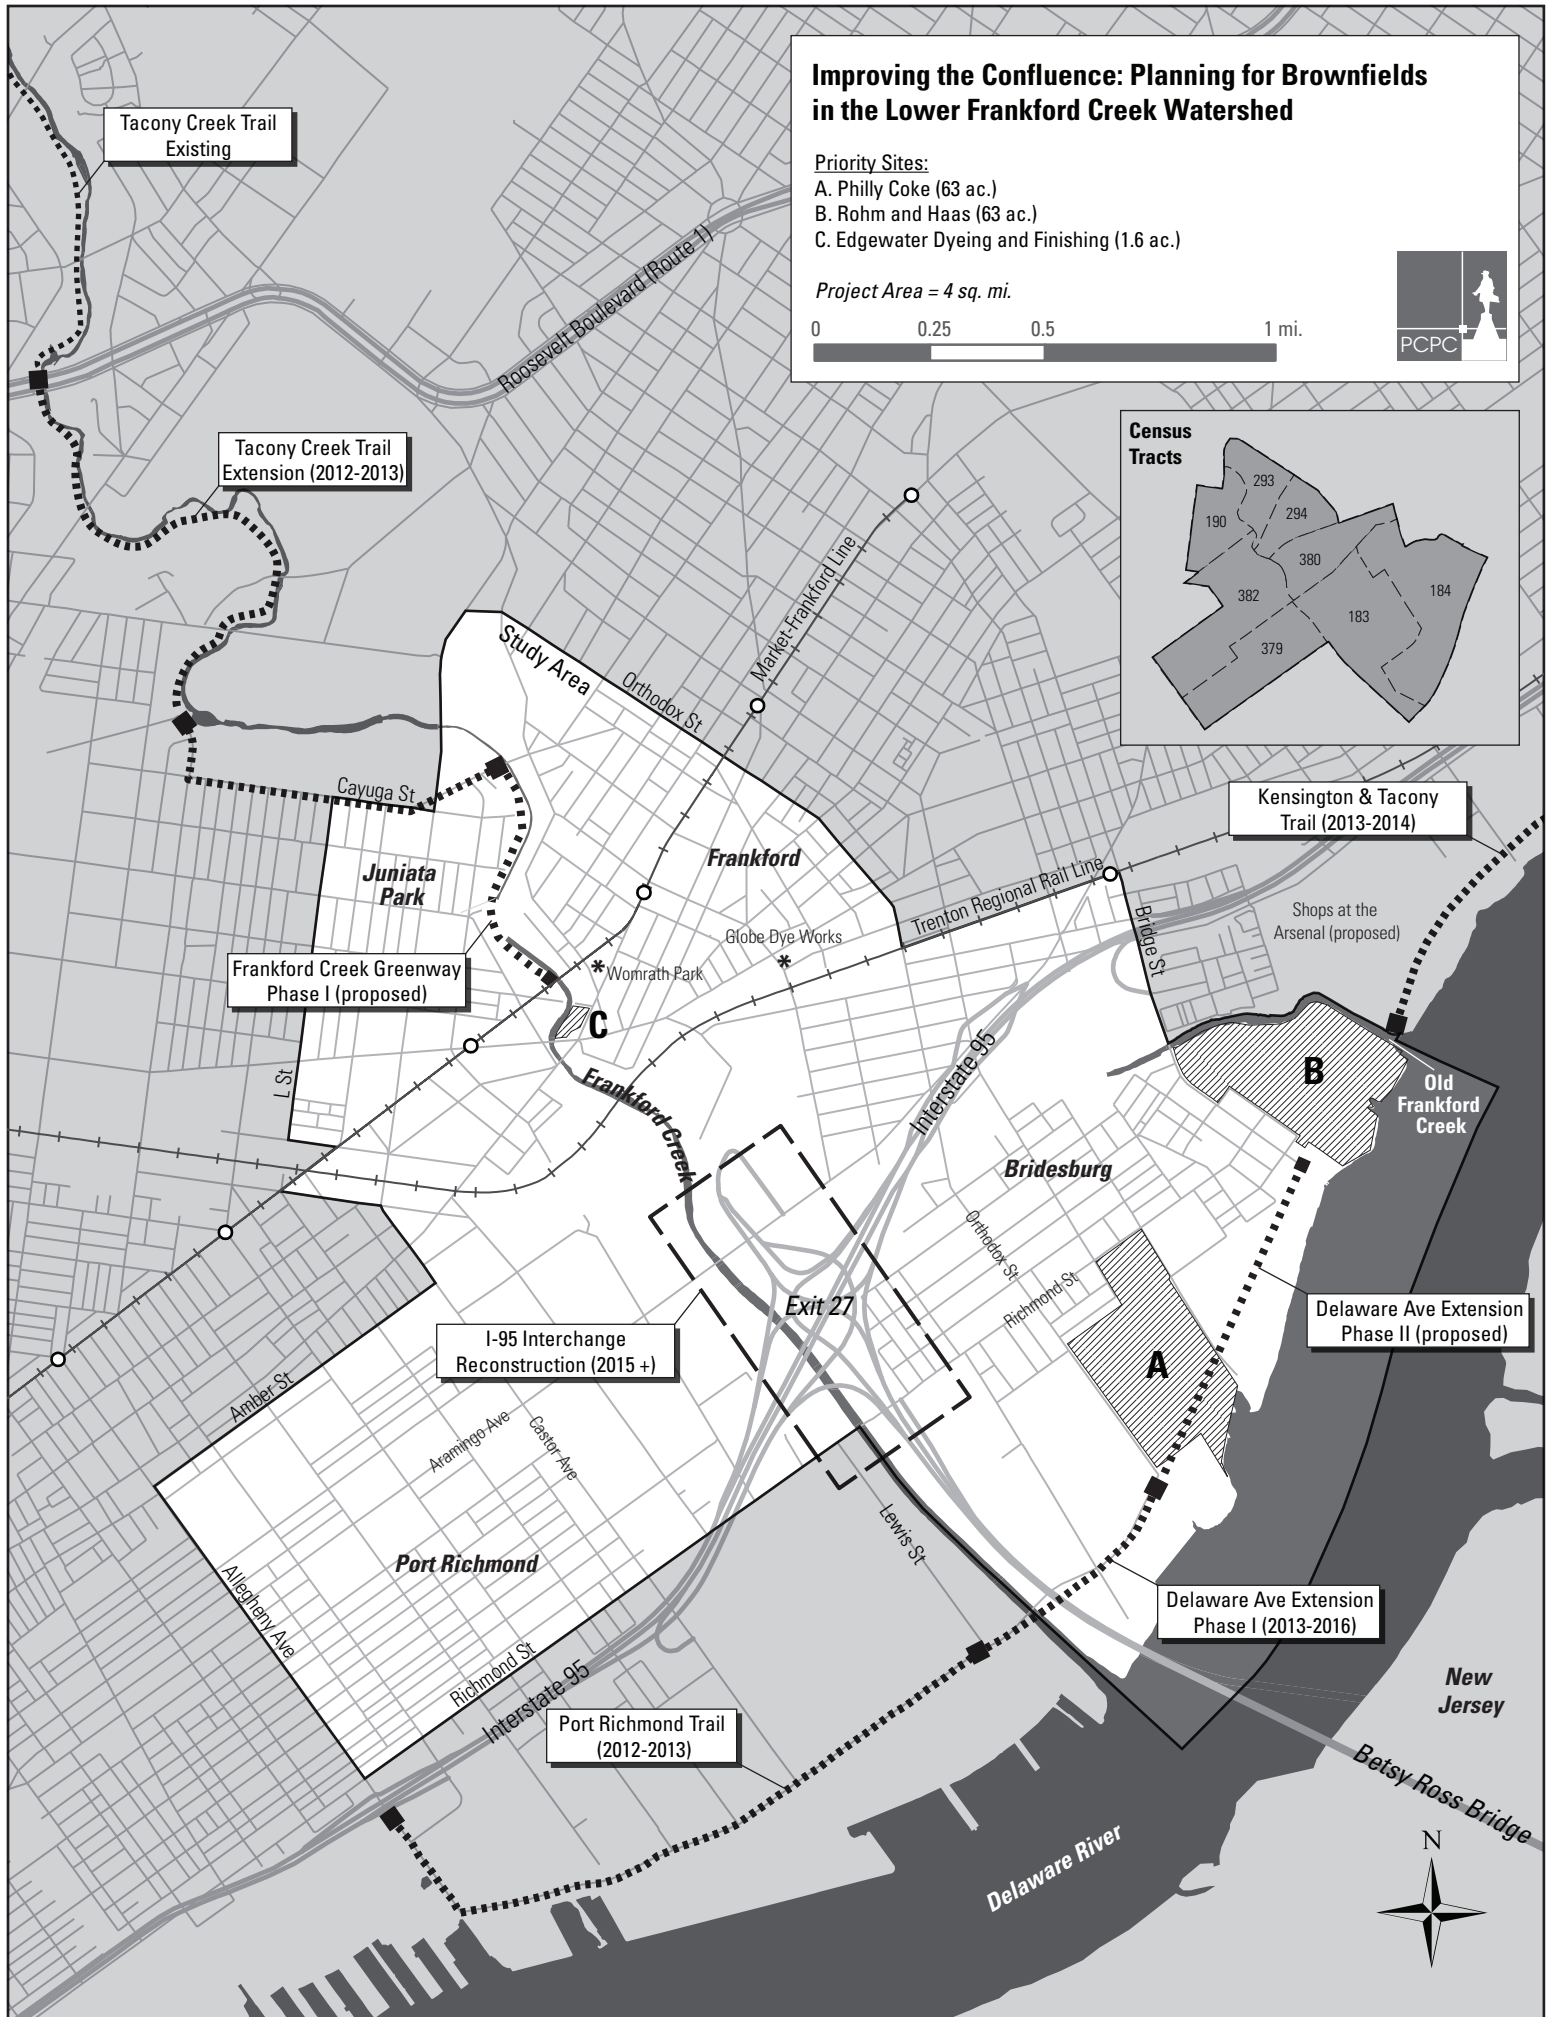 Improving the Confluence: Planning for Brownfields
in the Lower Frankford Creek Watershed
Priority Sites:
A. Philly Coke (63 ac.)
B. Rohm and Haas (63 ac.)
C. Edgewater Dyeing and Finishing (1.6 ac.)
Project Area = 4 sq. mi.
0 0.25 0.5 1 mi.
PCPC
Tacony Creek Trail
Existing
Roosevelt Boulevard (Route 1)
Tacony Creek Trail
Extension (2012-2013)
Census
Tracts
293
190
294
380
382
184
183
379
Market-Frankford Line
Study Area
Orthodox St
Cayuga St
Kensington & Tacony
Trail (2013-2014)
Juniata
Park
Frankford
Trenton Regional Rail Line
Bridge St
Shops at the
Arsenal (proposed)
Globe Dye Works
*
* Womrath Park
Frankford Creek Greenway
Phase I (proposed)
C
L St
Frankford Creek
Interstate 95
B
Old
Frankford
Creek
Bridesburg
Orthodox St
Richmond St
Exit 27
A
I-95 Interchange
Reconstruction (2015 +)
Delaware Ave Extension
Phase II (proposed)
Amber St
Aramingo Ave
Castor Ave
Lewis St
Port Richmond
Allegheny Ave
Richmond St
Interstate 95
Delaware Ave Extension
Phase I (2013-2016)
Port Richmond Trail
(2012-2013)
New
Jersey
Betsy Ross Bridge
Delaware River
N